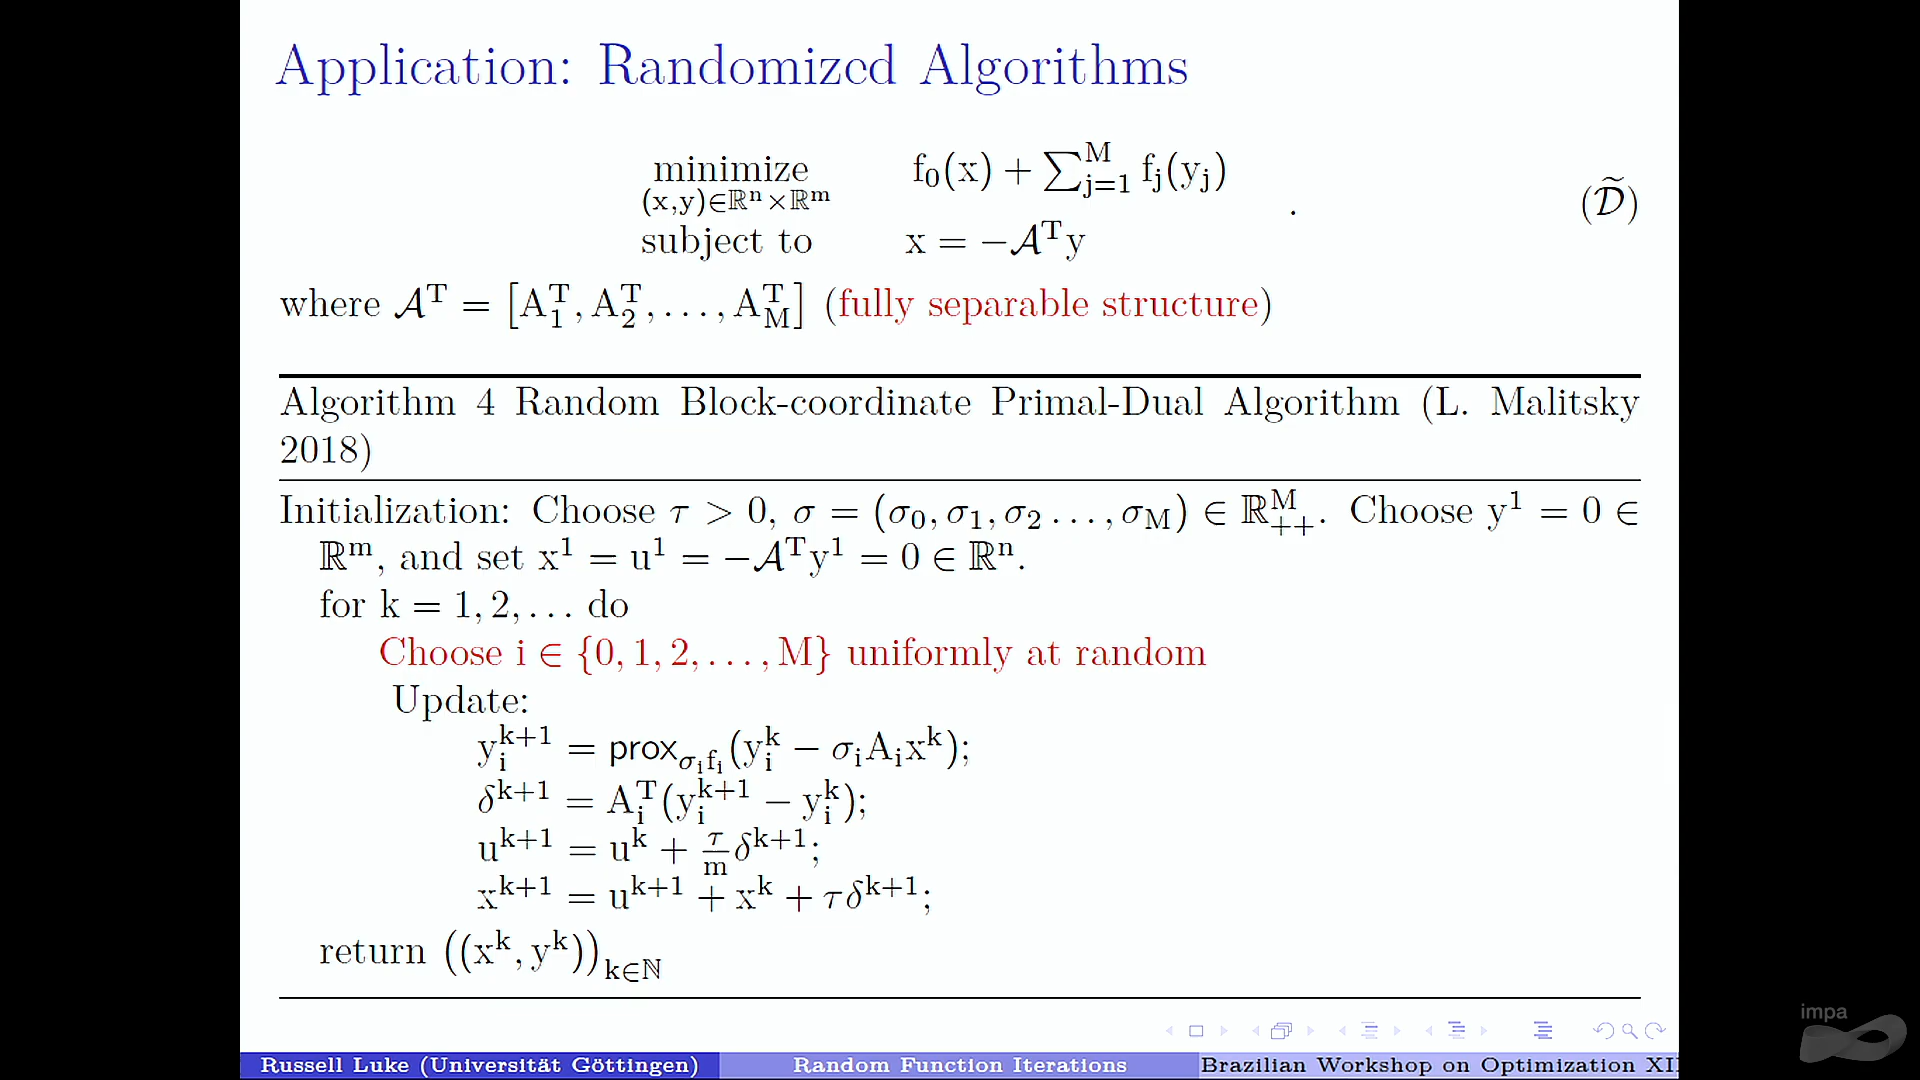 Application: Randomized Algorithms
minimize f₀(x) + ∑ⱼ₌₁ᴹ fⱼ(yⱼ)
(x,y)∈ℝⁿ×ℝᵐ
. (𝒟̃)
subject to x = −𝒜ᵀy
where 𝒜ᵀ = [A₁ᵀ, A₂ᵀ, . . . , A_Mᵀ] (fully separable structure)
Algorithm 4 Random Block-coordinate Primal-Dual Algorithm (L. Malitsky
2018)
Initialization: Choose τ > 0, σ = (σ₀, σ₁, σ₂ . . . , σ_M) ∈ ℝ₊₊ᴹ. Choose y¹ = 0 ∈
ℝᵐ, and set x¹ = u¹ = −𝒜ᵀy¹ = 0 ∈ ℝⁿ.
for k = 1, 2, . . . do
Choose i ∈ {0, 1, 2, . . . , M} uniformly at random
Update:
yᵢᵏ⁺¹ = prox_{σᵢfᵢ}(yᵢᵏ − σᵢAᵢxᵏ);
δᵏ⁺¹ = Aᵢᵀ(yᵢᵏ⁺¹ − yᵢᵏ);
uᵏ⁺¹ = uᵏ + τ/m δᵏ⁺¹;
xᵏ⁺¹ = uᵏ⁺¹ + xᵏ + τδᵏ⁺¹;
return ((xᵏ, yᵏ))_{k∈ℕ}
impa
Russell Luke (Universität Göttingen) Random Function Iterations Brazilian Workshop on Optimization XI